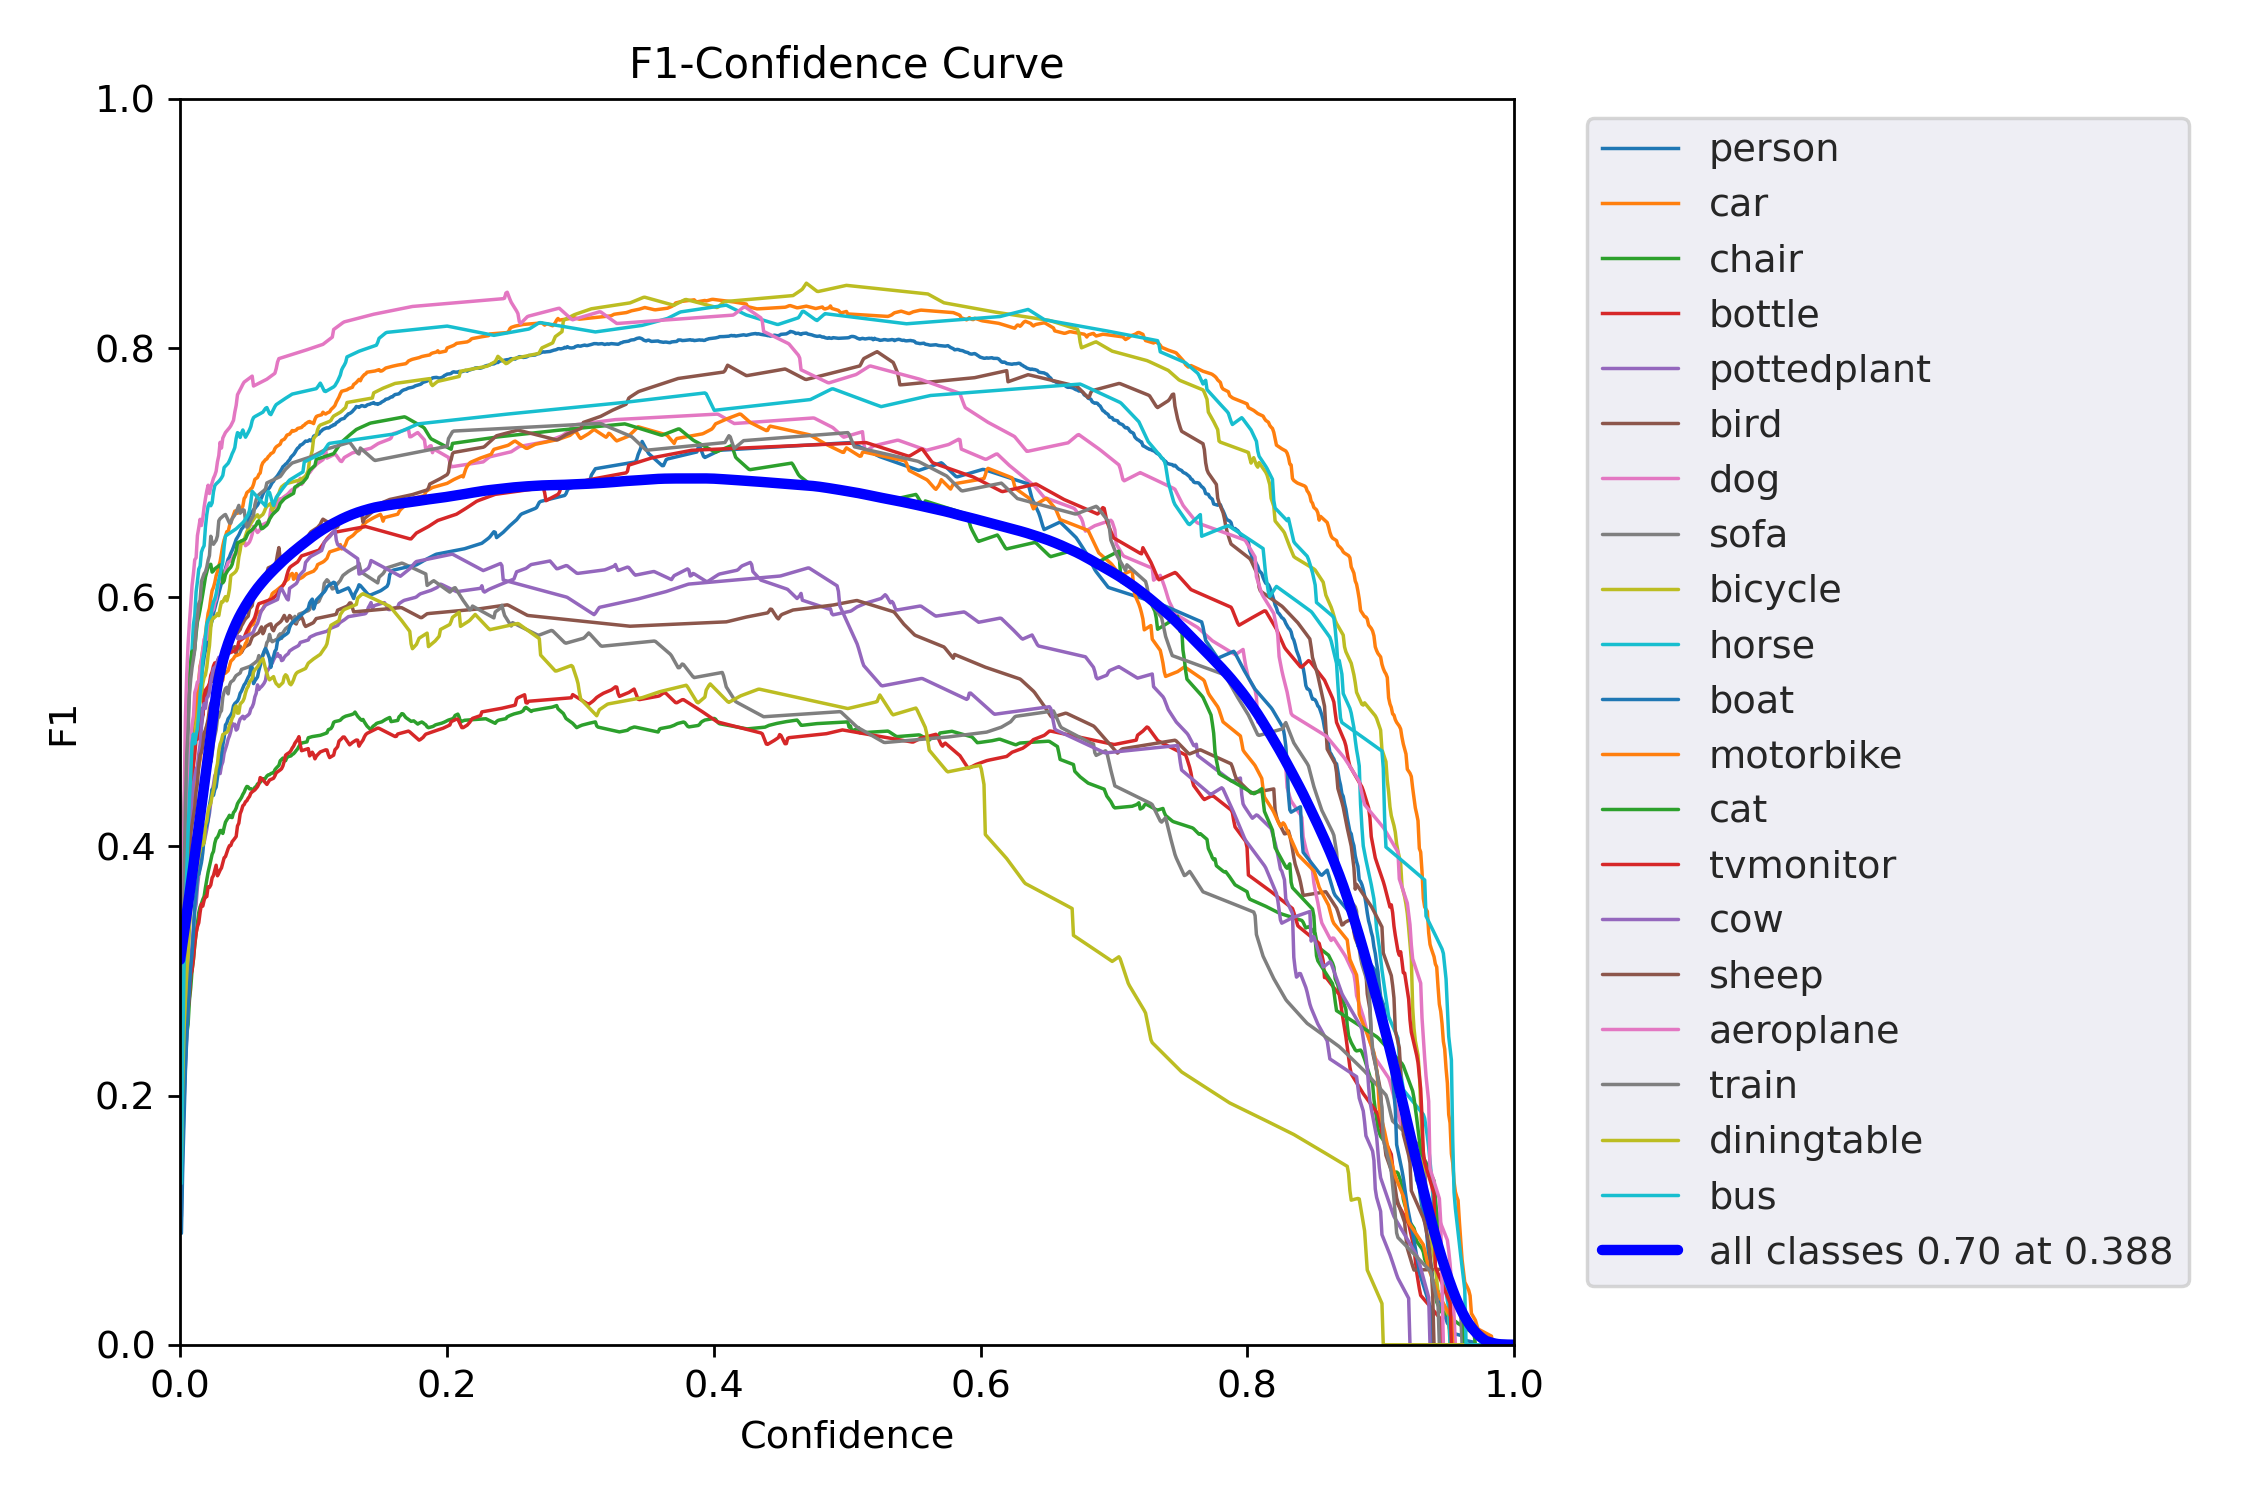 F1-Confidence Curve
1.0
0.8
0.6
0.4
0.2
0.0
F1
0.0 0.2 0.4 0.6 0.8 1.0
Confidence
person
car
chair
bottle
pottedplant
bird
dog
sofa
bicycle
horse
boat
motorbike
cat
tvmonitor
cow
sheep
aeroplane
train
diningtable
bus
all classes 0.70 at 0.388